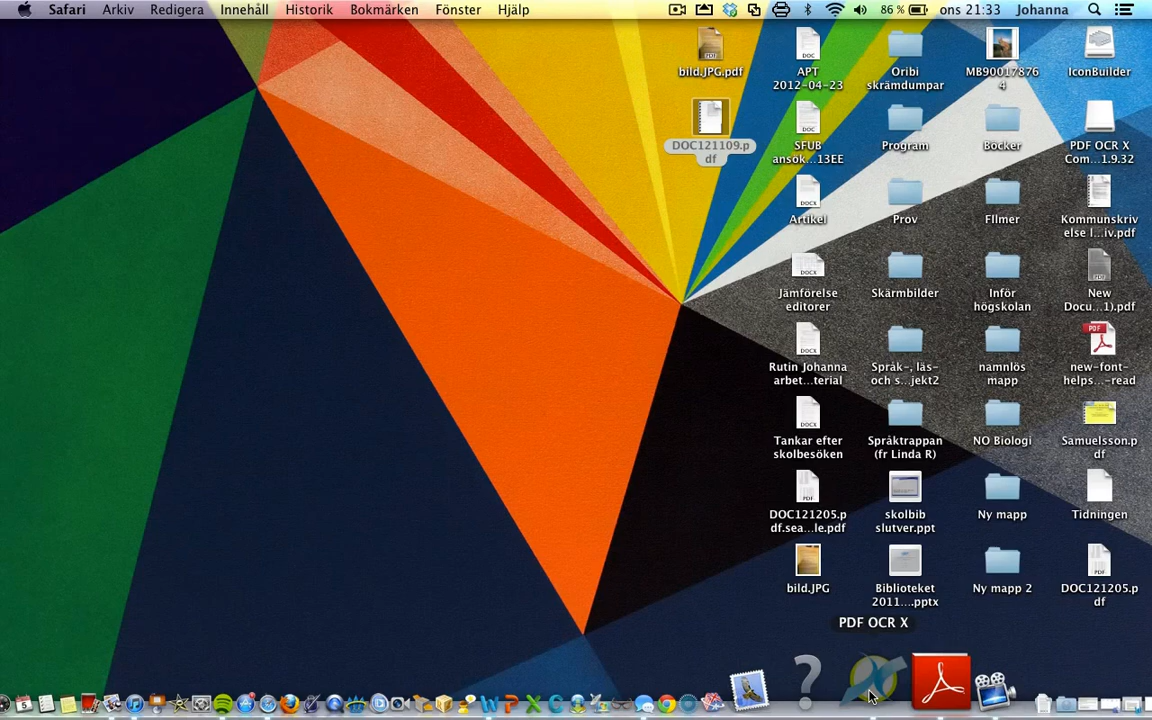 Safari Arkiv Redigera Innehåll Historik Bokmärken Fönster Hjälp 86 % ons 21:33 Johanna
bild.JPG.pdf
APT
2012-04-23
Oribi
skrämdumpar
MB90017876
4
IconBuilder
DOC121109.p
df
SFUB
ansök...13EE
Program
Böcker
PDF OCR X
Com...1.9.32
Artikel
Prov
FIlmer
Kommunskriv
else l...iv.pdf
Jämförelse
editorer
Skärmbilder
Inför
högskolan
New
Docu...1).pdf
Rutin Johanna
arbet...terial
Språk-, läs-
och s...jekt2
namnlös
mapp
new-font-
helps...-read
Tankar efter
skolbesöken
Språktrappan
(fr Linda R)
NO Biologi
Samuelsson.p
df
DOC121205.p
df.sea...le.pdf
skolbib
slutver.ppt
Ny mapp
Tidningen
bild.JPG
Biblioteket
2011....pptx
Ny mapp 2
DOC121205.p
df
PDF OCR X